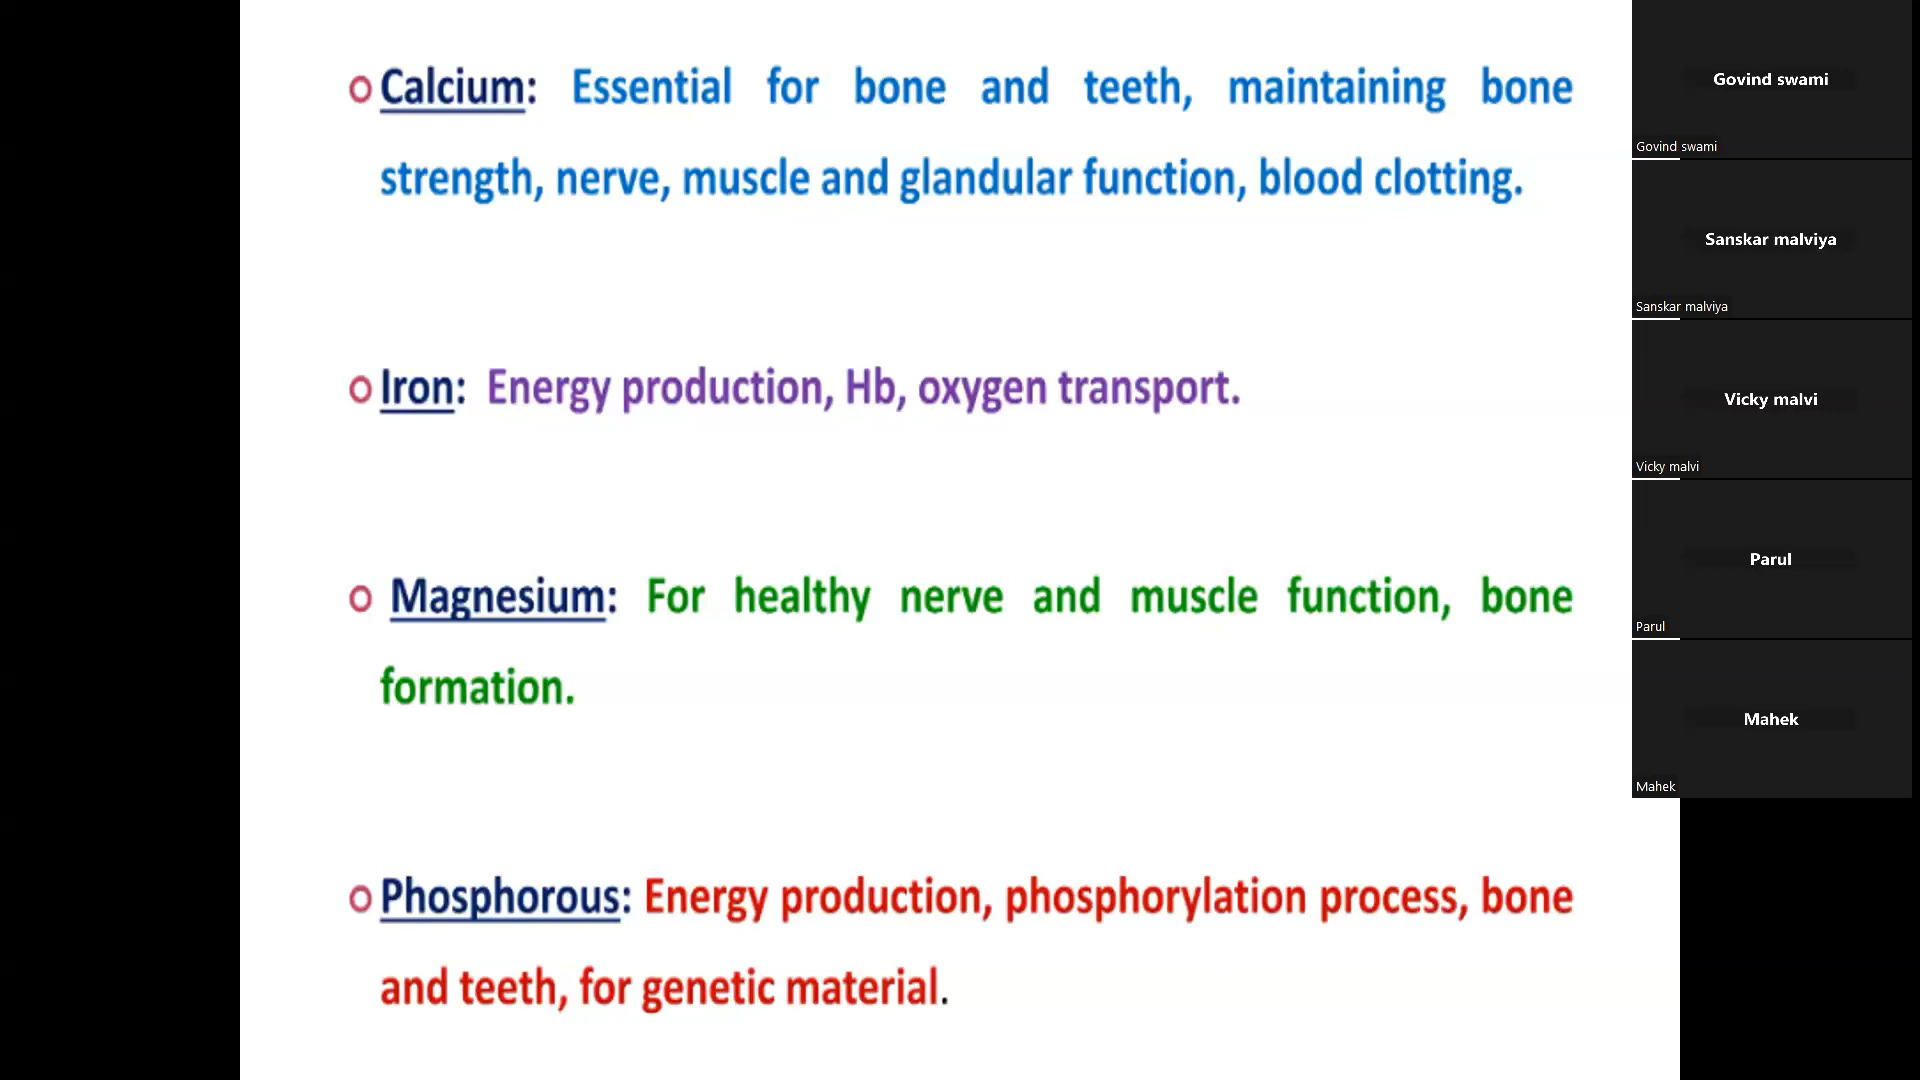 Calcium: Essential for bone and teeth, maintaining bone
strength, nerve, muscle and glandular function, blood clotting.
Iron: Energy production, Hb, oxygen transport.
Magnesium: For healthy nerve and muscle function, bone
formation.
Phosphorous: Energy production, phosphorylation process, bone
and teeth, for genetic material.
Govind swami
Govind swami
Sanskar malviya
Sanskar malviya
Vicky malvi
Vicky malvi
Parul
Parul
Mahek
Mahek